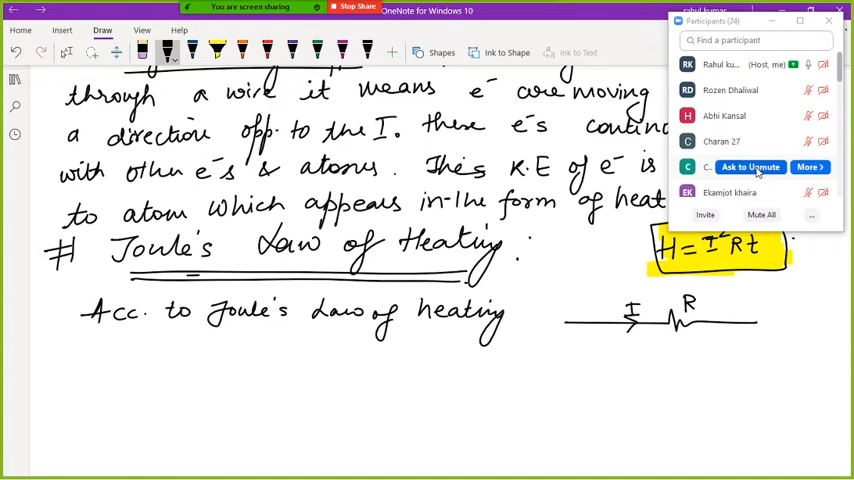 You are screen sharing
Stop Share
OneNote for Windows 10
Home Insert Draw View Help
Shapes
Ink to Shape
Ink to Text
through a wire it means e⁻ are moving
a direction opp. to the I. these e⁻s contin
with other e⁻s & atoms. This K.E of e⁻ is
to atom which appears in the form of heat
# Joule's Law of Heating :
H = I² R t
Acc. to Joule's Law of heating
I
R
Participants (24)
Find a participant
RK Rahul ku... (Host, me)
RD Rozen Dhaliwal
H Abhi Kansal
C Charan 27
C C.. Ask to Unmute More >
EK Ekamjot khaira
Invite Mute All ...